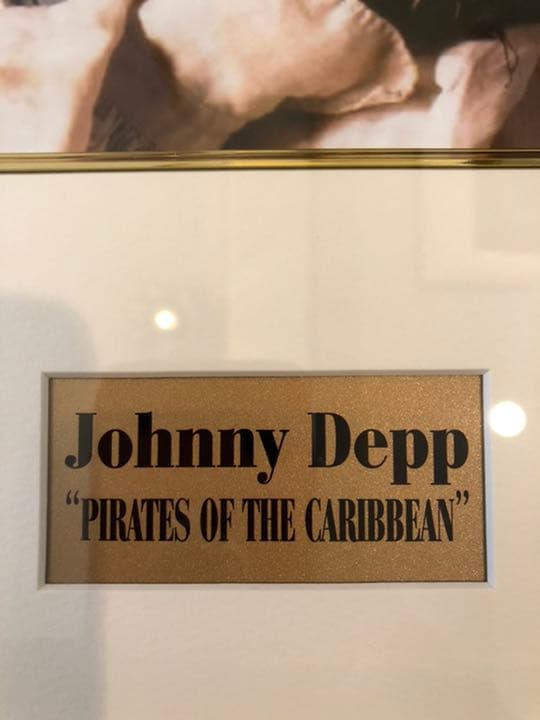 Johnny Depp
“PIRATES OF THE CARIBBEAN”